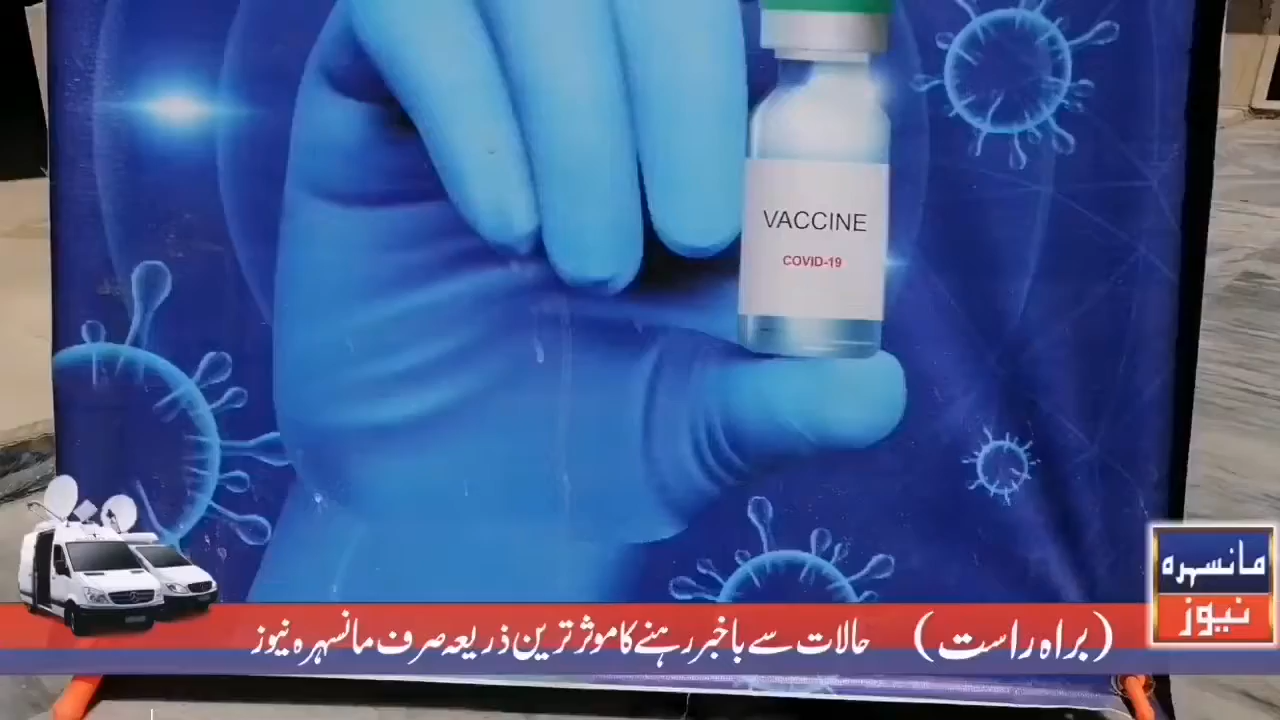 VACCINE
COVID-19
مانسہرہ
نیوز
(براہ راست) حالات سے باخبر رہنے کا موثر ترین ذریعہ صرف مانسہرہ نیوز